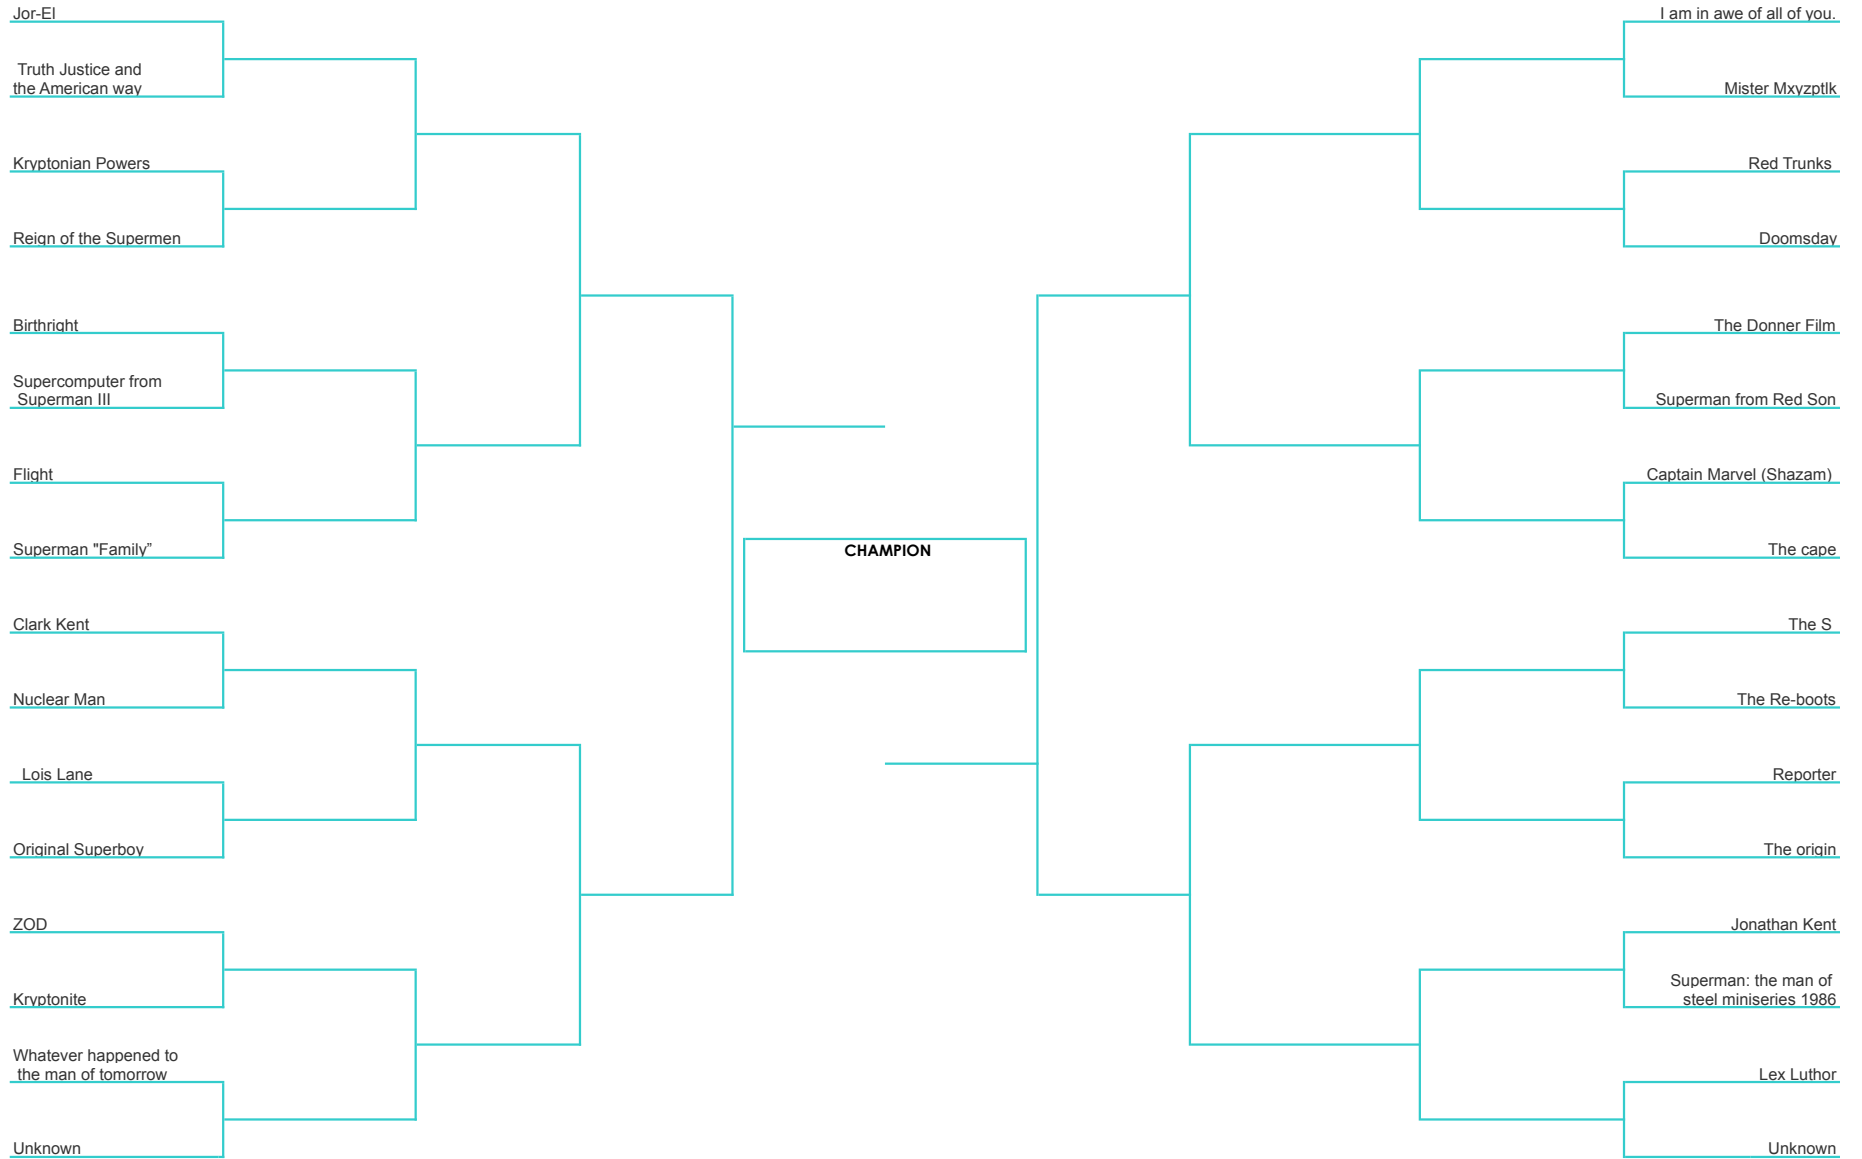 Jor-El
Truth Justice and
the American way
Kryptonian Powers
Reign of the Supermen
Birthright
Supercomputer from
Superman III
Flight
Superman "Family”
Clark Kent
Nuclear Man
Lois Lane
Original Superboy
ZOD
Kryptonite
Whatever happened to
the man of tomorrow
Unknown
CHAMPION
I am in awe of all of you.
Mister Mxyzptlk
Red Trunks
Doomsday
The Donner Film
Superman from Red Son
Captain Marvel (Shazam)
The cape
The S
The Re-boots
Reporter
The origin
Jonathan Kent
Superman: the man of
steel miniseries 1986
Lex Luthor
Unknown